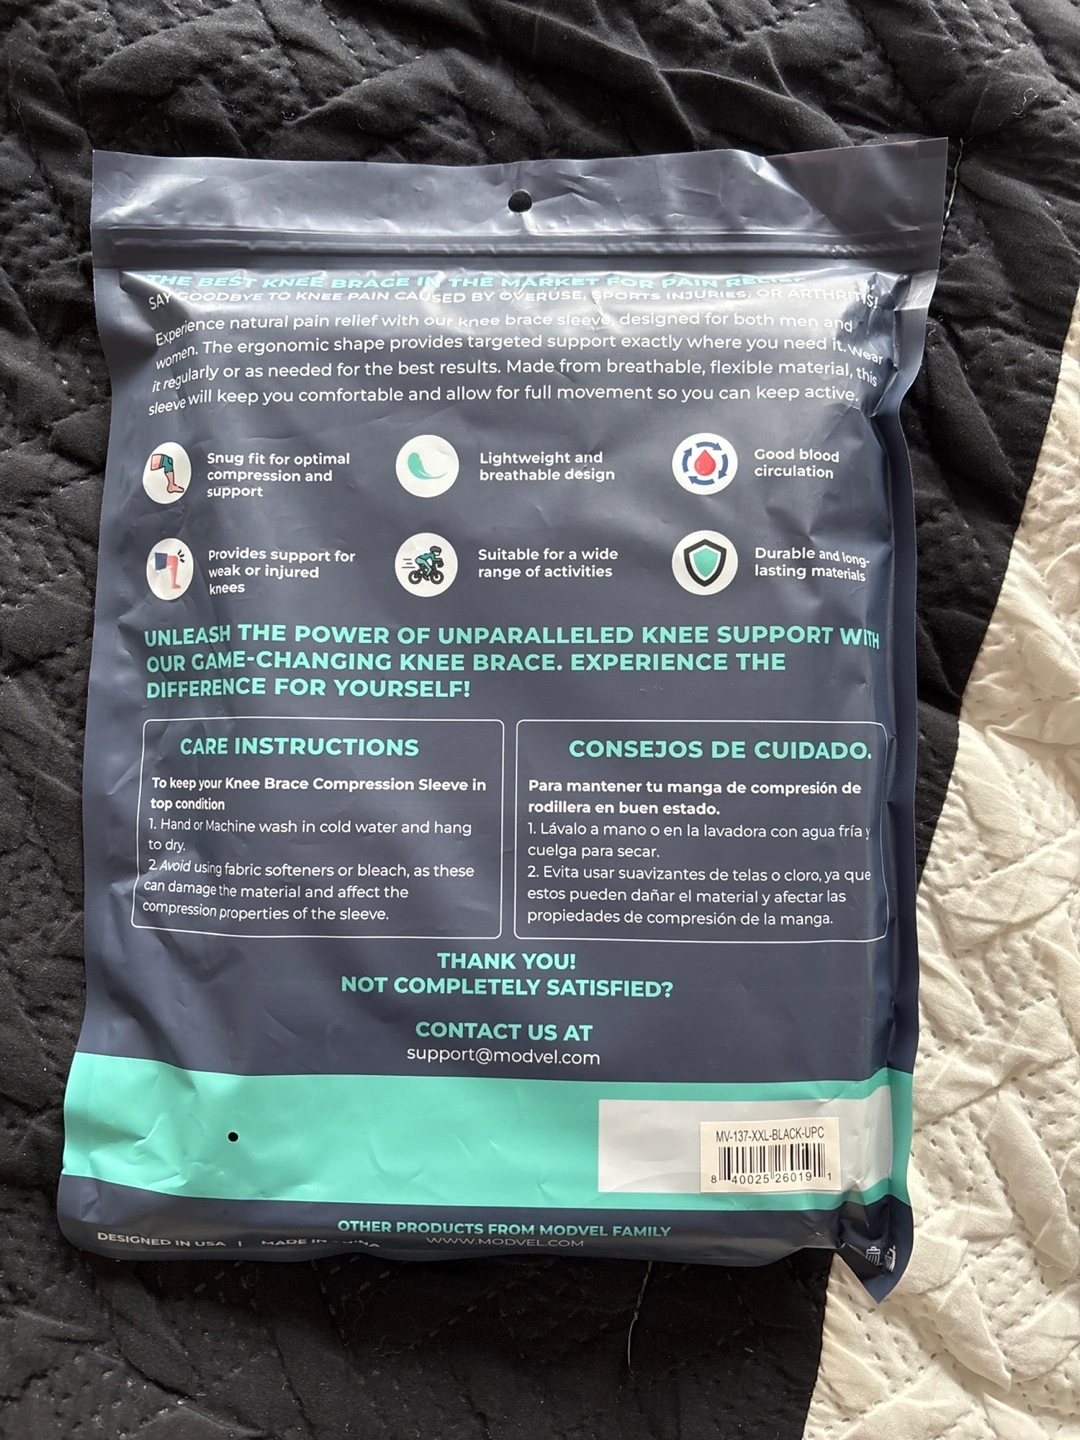 THE BEST KNEE BRACE IN THE MARKET FOR PAIN RELIEF
SAY GOODBYE TO KNEE PAIN CAUSED BY OVERUSE, SPORTS INJURIES, OR ARTHRITIS!
Experience natural pain relief with our knee brace sleeve, designed for both men and
women. The ergonomic shape provides targeted support exactly where you need it. Wear
it regularly or as needed for the best results. Made from breathable, flexible material, this
sleeve will keep you comfortable and allow for full movement so you can keep active.
Snug fit for optimal
compression and
support
Lightweight and
breathable design
Good blood
circulation
Provides support for
weak or injured
knees
Suitable for a wide
range of activities
Durable and long-
lasting materials
UNLEASH THE POWER OF UNPARALLELED KNEE SUPPORT WITH
OUR GAME-CHANGING KNEE BRACE. EXPERIENCE THE
DIFFERENCE FOR YOURSELF!
CARE INSTRUCTIONS
To keep your Knee Brace Compression Sleeve in
top condition
1. Hand or Machine wash in cold water and hang
to dry.
2. Avoid using fabric softeners or bleach, as these
can damage the material and affect the
compression properties of the sleeve.
CONSEJOS DE CUIDADO.
Para mantener tu manga de compresión de
rodillera en buen estado.
1. Lávalo a mano o en la lavadora con agua fría y
cuelga para secar.
2. Evita usar suavizantes de telas o cloro, ya que
estos pueden dañar el material y afectar las
propiedades de compresión de la manga.
THANK YOU!
NOT COMPLETELY SATISFIED?
CONTACT US AT
support@modvel.com
MV-137-XXL-BLACK-UPC
8 40025 26019 1
OTHER PRODUCTS FROM MODVEL FAMILY
WWW.MODVEL.COM
DESIGNED IN USA | MADE IN CHINA